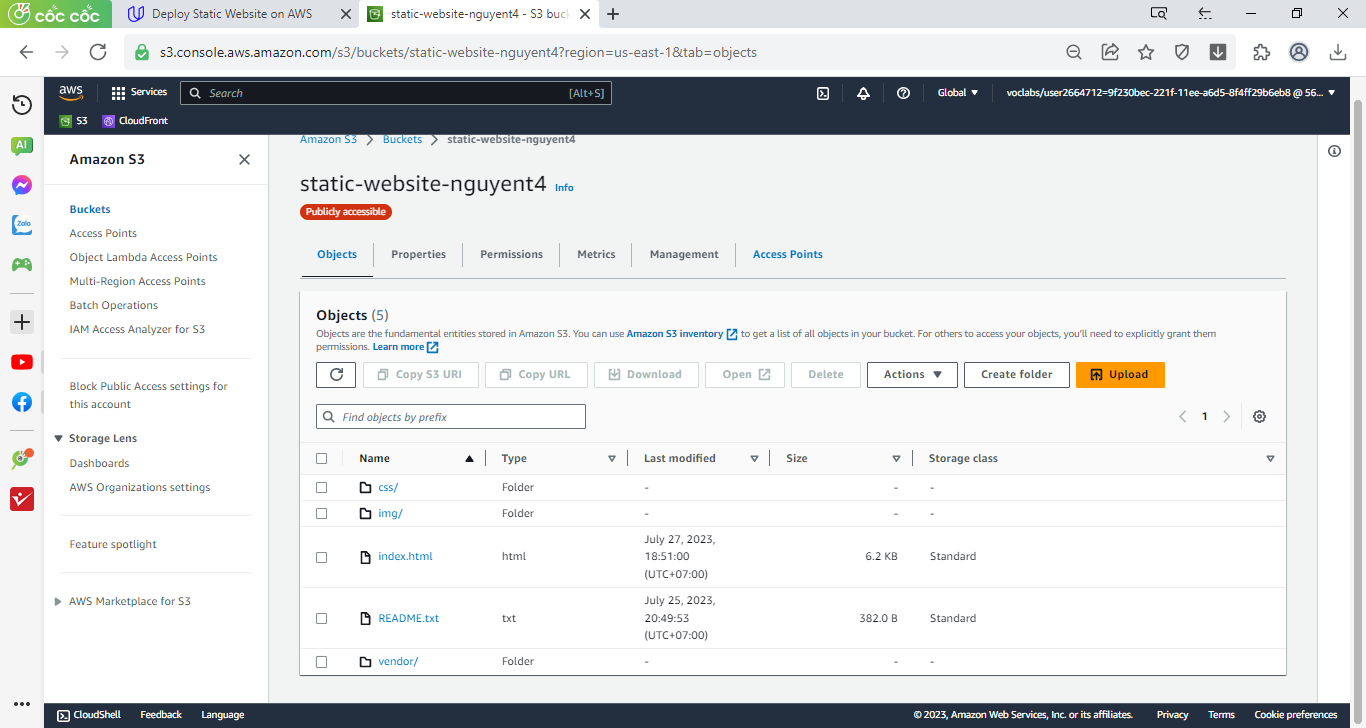 cốc cốc
Deploy Static Website on AWS
static-website-nguyent4 - S3 buck
s3.console.aws.amazon.com/s3/buckets/static-website-nguyent4?region=us-east-1&tab=objects
aws
Services
Search
[Alt+S]
Global
voclabs/user2664712=9f230bec-221f-11ee-a6d5-8f4ff29b6eb8 @ 56...
S3
CloudFront
AI
Zalo
Amazon S3
Buckets
Access Points
Object Lambda Access Points
Multi-Region Access Points
Batch Operations
IAM Access Analyzer for S3
Block Public Access settings for
this account
Storage Lens
Dashboards
AWS Organizations settings
Feature spotlight
AWS Marketplace for S3
Amazon S3 > Buckets > static-website-nguyent4
static-website-nguyent4 Info
Publicly accessible
Objects
Properties
Permissions
Metrics
Management
Access Points
Objects (5)
Objects are the fundamental entities stored in Amazon S3. You can use Amazon S3 inventory to get a list of all objects in your bucket. For others to access your objects, you'll need to explicitly grant them
permissions. Learn more
Copy S3 URI
Copy URL
Download
Open
Delete
Actions
Create folder
Upload
Find objects by prefix
1
Name Type Last modified Size Storage class
css/ Folder - - -
img/ Folder - - -
index.html html July 27, 2023,
18:51:00
(UTC+07:00) 6.2 KB Standard
README.txt txt July 25, 2023,
20:49:53
(UTC+07:00) 382.0 B Standard
vendor/ Folder - - -
CloudShell
Feedback
Language
© 2023, Amazon Web Services, Inc. or its affiliates.
Privacy
Terms
Cookie preferences